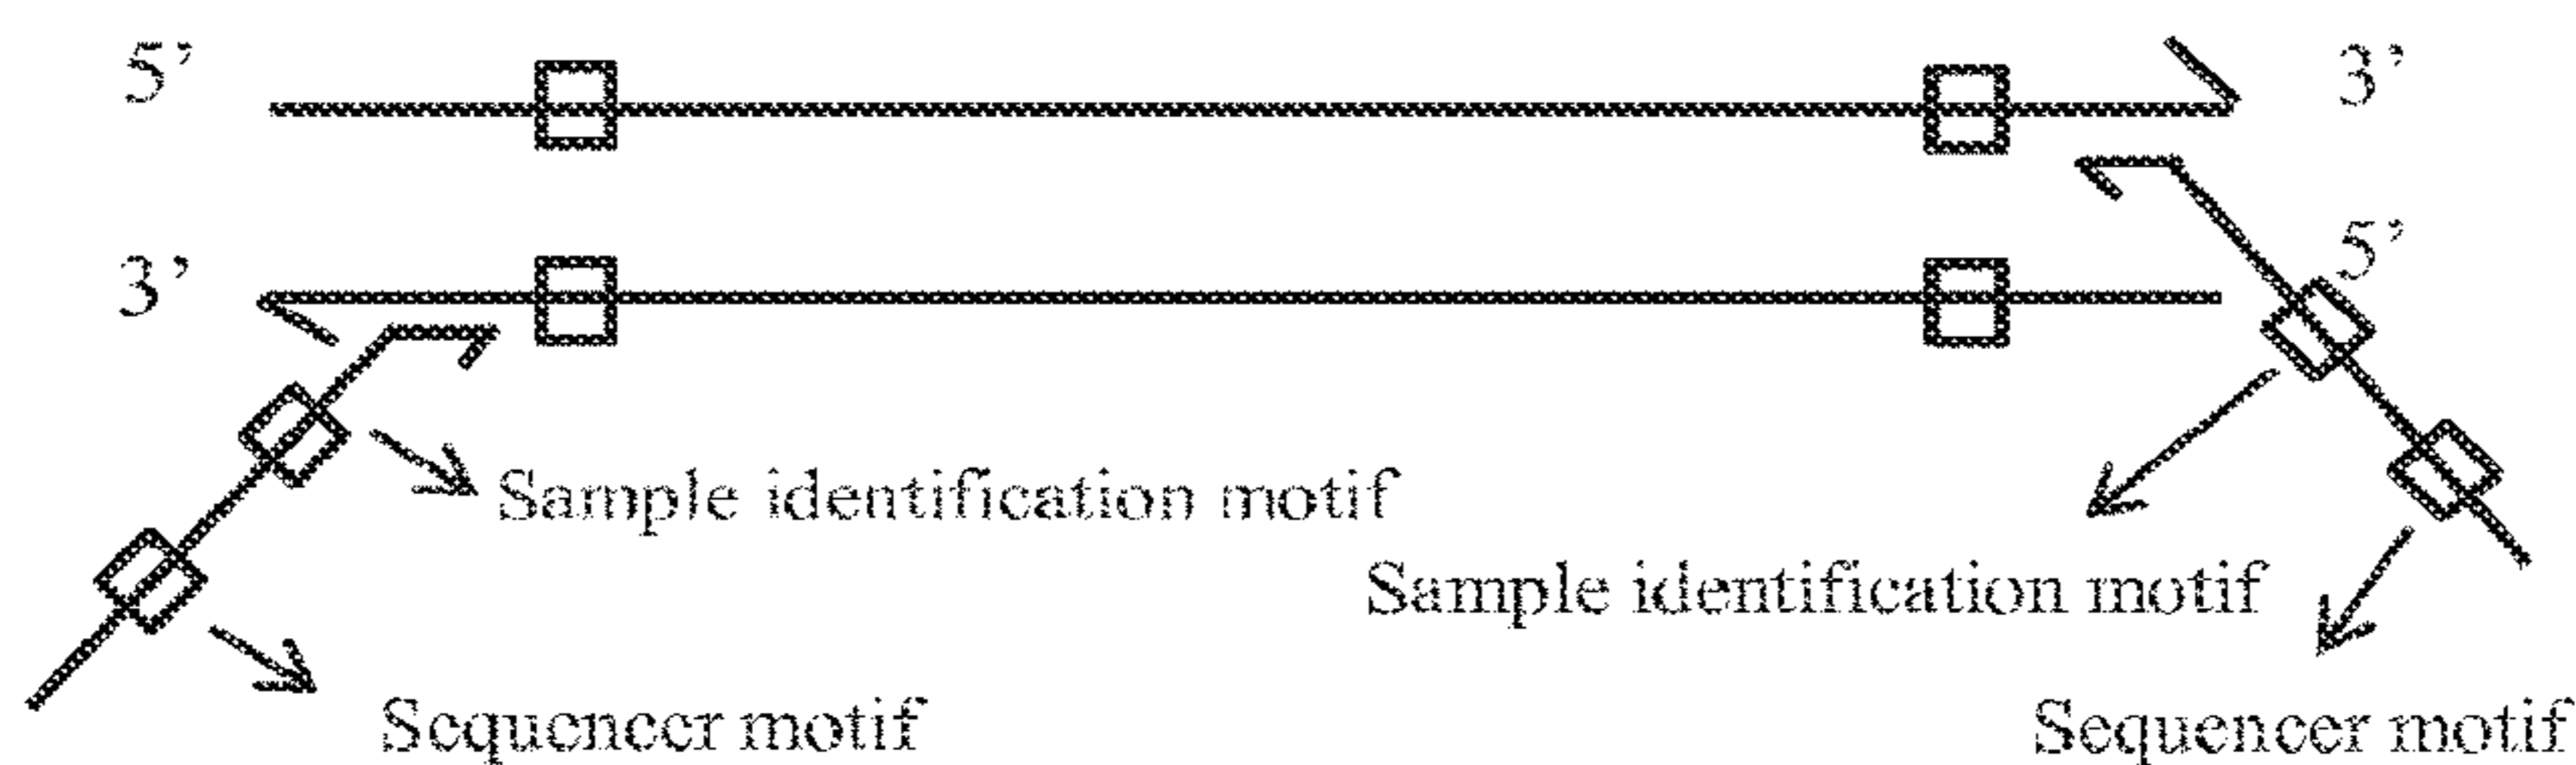 5’
3’
5’
3’
Sample identification motif
Sample identification motif
Sequencer motif
Sequencer motif